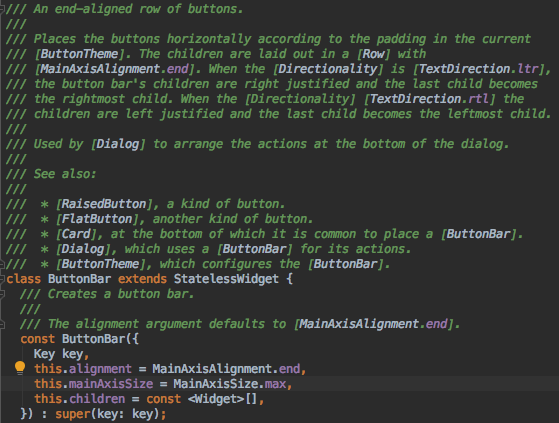 /// An end-aligned row of buttons.
///
/// Places the buttons horizontally according to the padding in the current
/// [ButtonTheme]. The children are laid out in a [Row] with
/// [MainAxisAlignment.end]. When the [Directionality] is [TextDirection.ltr],
/// the button bar's children are right justified and the last child becomes
/// the rightmost child. When the [Directionality] [TextDirection.rtl] the
/// children are left justified and the last child becomes the leftmost child.
///
/// Used by [Dialog] to arrange the actions at the bottom of the dialog.
///
/// See also:
///
///  * [RaisedButton], a kind of button.
///  * [FlatButton], another kind of button.
///  * [Card], at the bottom of which it is common to place a [ButtonBar].
///  * [Dialog], which uses a [ButtonBar] for its actions.
///  * [ButtonTheme], which configures the [ButtonBar].
class ButtonBar extends StatelessWidget {
  /// Creates a button bar.
  ///
  /// The alignment argument defaults to [MainAxisAlignment.end].
  const ButtonBar({
    Key key,
    this.alignment = MainAxisAlignment.end,
    this.mainAxisSize = MainAxisSize.max,
    this.children = const <Widget>[],
  }) : super(key: key);